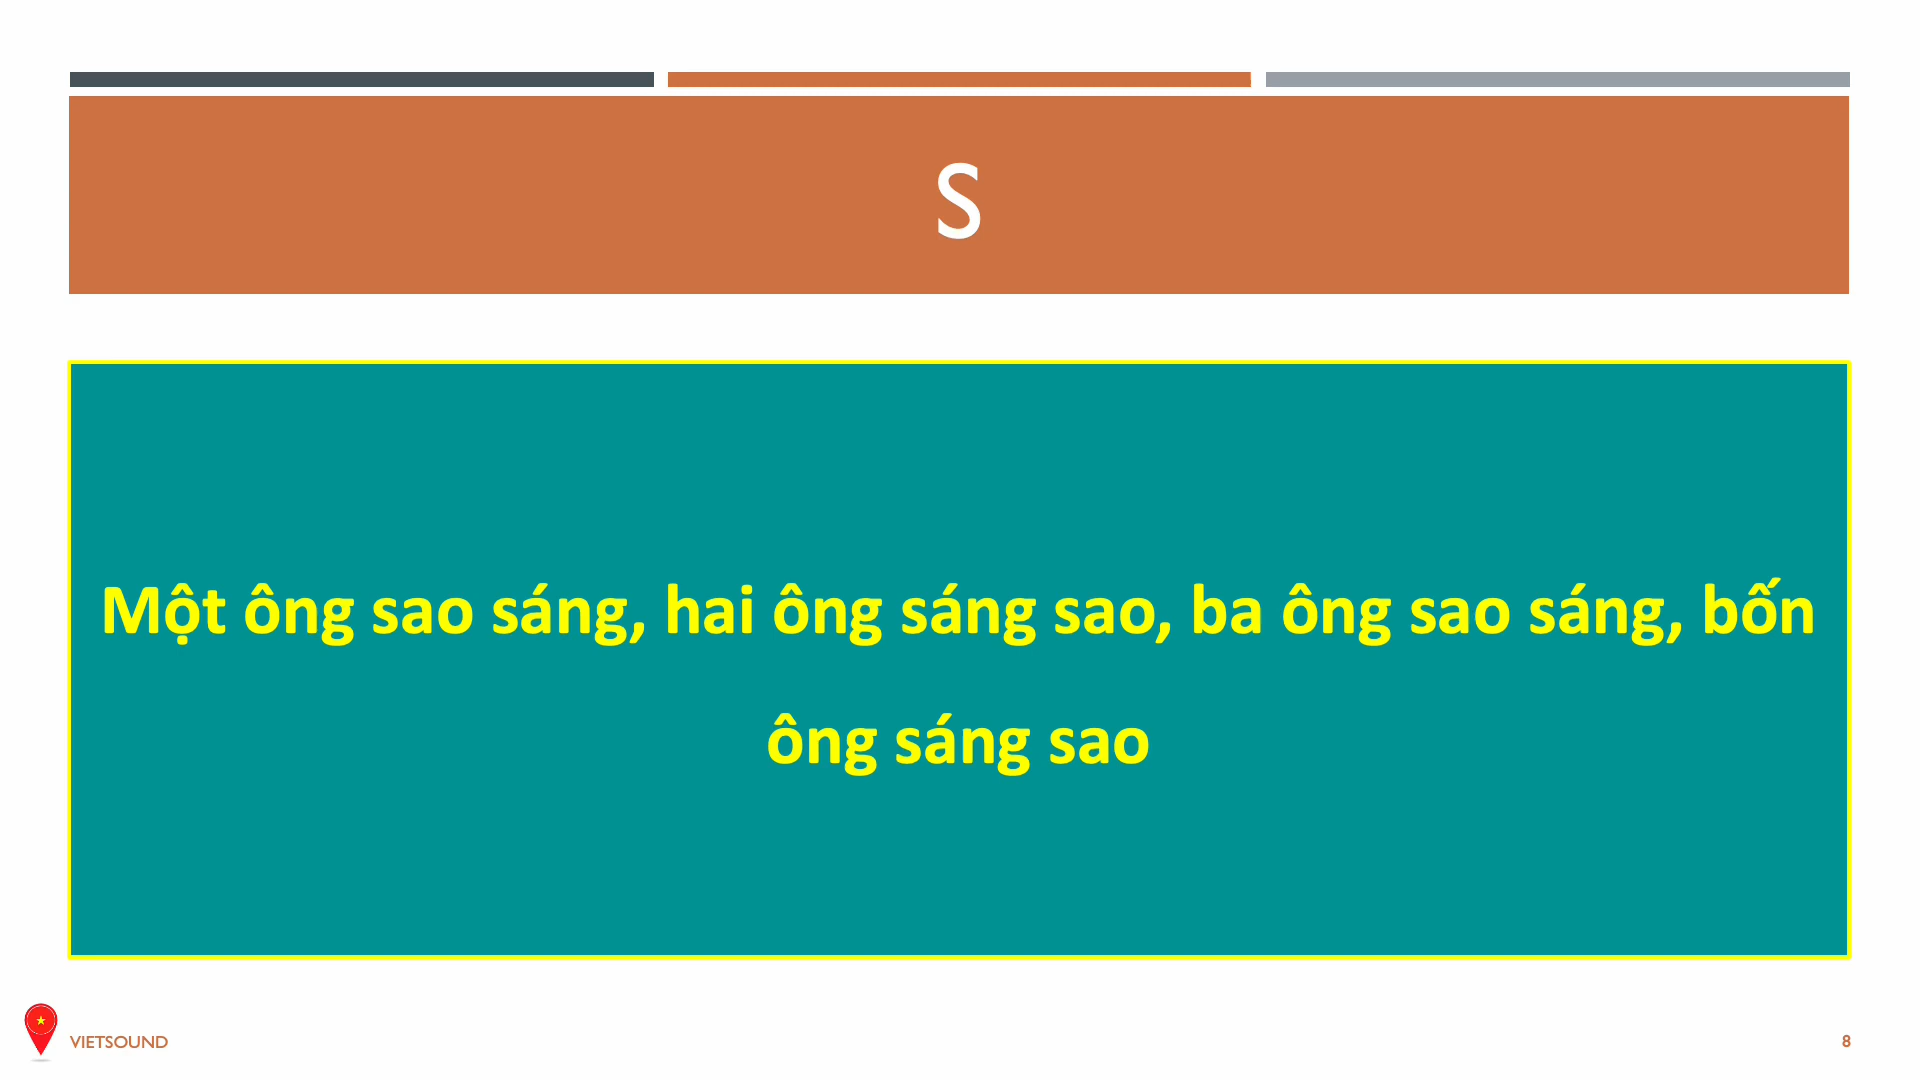 S
Một ông sao sáng, hai ông sáng sao, ba ông sao sáng, bốn
ông sáng sao
VIETSOUND
8